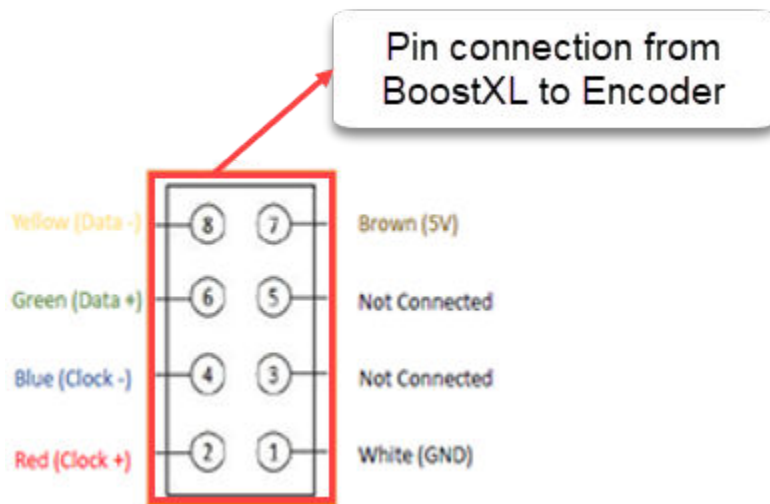 Pin connection from
BoostXL to Encoder
Yellow (Data -) 8 7 Brown (5V)
Green (Data +) 6 5 Not Connected
Blue (Clock -) 4 3 Not Connected
Red (Clock +) 2 1 White (GND)